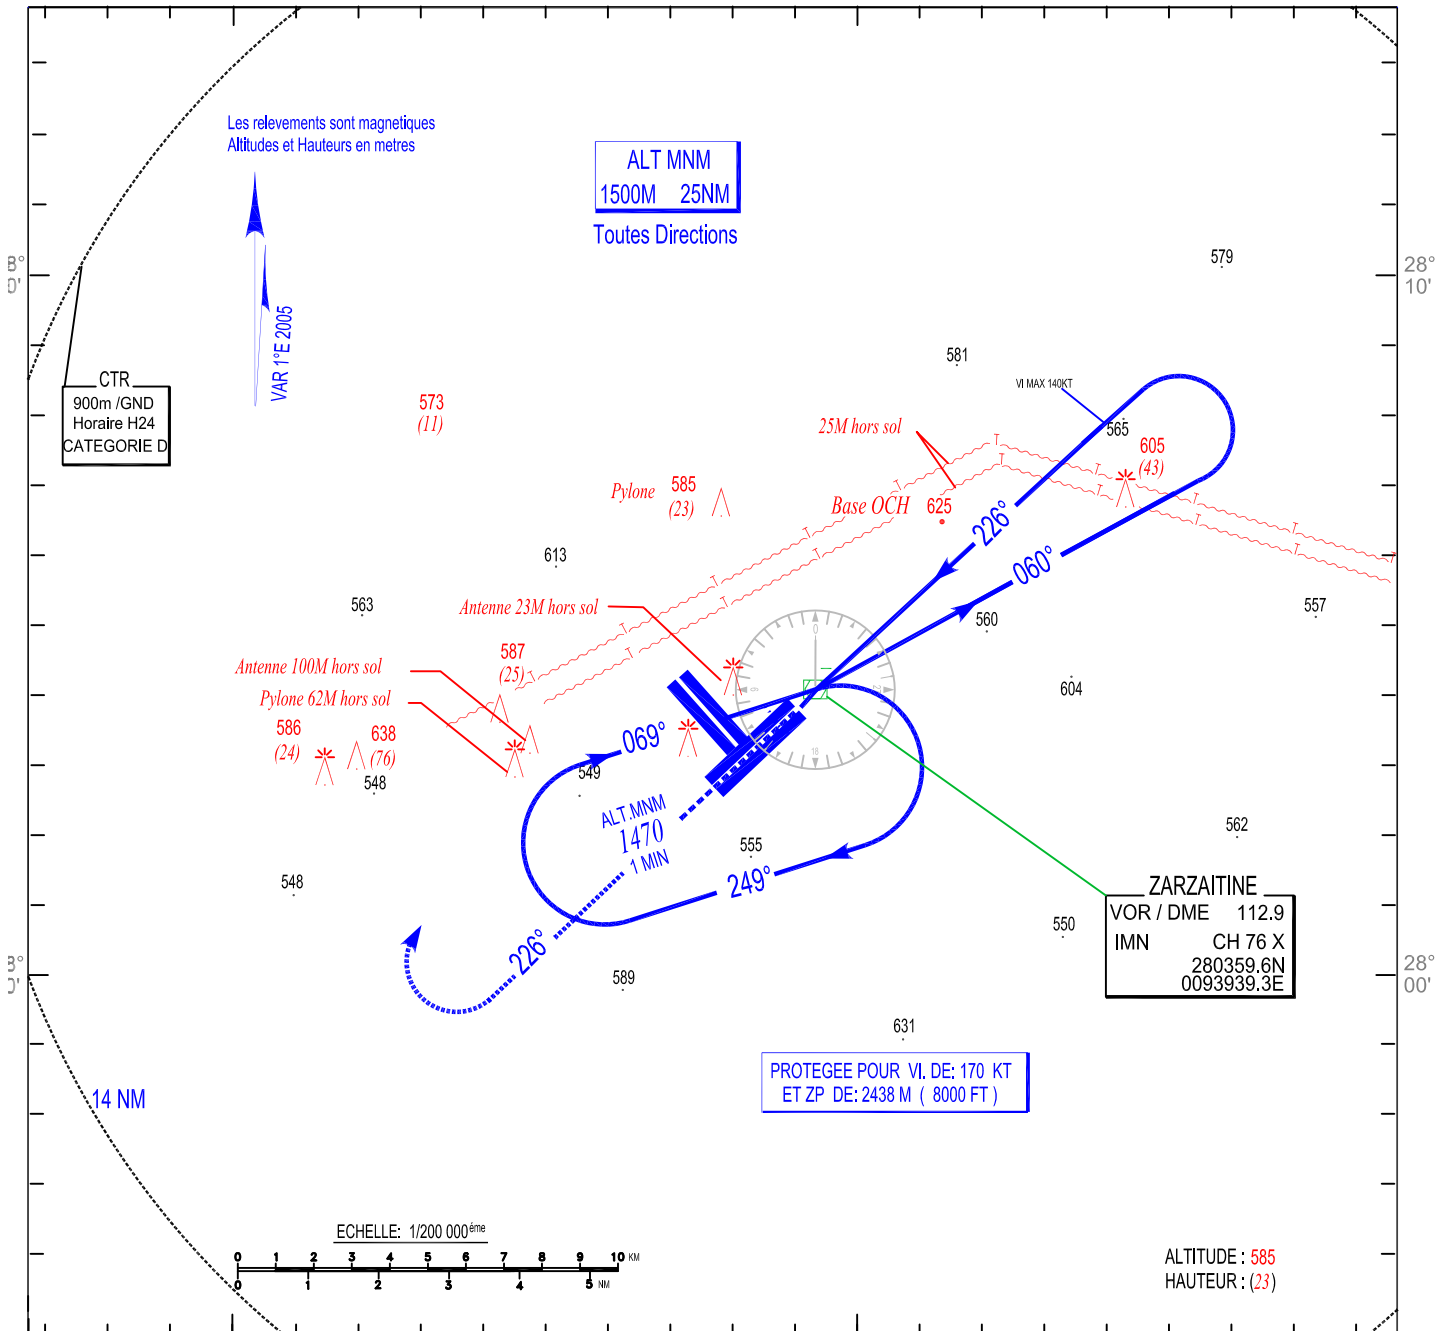 Les relevements sont magnetiques
Altitudes et Hauteurs en metres
ALT MNM
1500M 25NM
Toutes Directions
VAR 1°E 2005
CTR
900m /GND
Horaire H24
CATEGORIE D
28°
10'
8°
0'
579
581
VI MAX 140KT
565
573
(11)
25M hors sol
605
(43)
Pylone
585
(23)
Base OCH
625
226°
060°
613
563
Antenne 23M hors sol
560
557
587
(25)
Antenne 100M hors sol
Pylone 62M hors sol
604
586
(24)
638
(76)
548
069°
549
0
18
ALT.MNM
1470
1 MIN
555
249°
562
548
226°
550
589
631
ZARZAITINE
VOR / DME 112.9
IMN CH 76 X
280359.6N
0093939.3E
28°
00'
8°
0'
PROTEGEE POUR VI. DE: 170 KT
ET ZP DE: 2438 M ( 8000 FT )
14 NM
ECHELLE: 1/200 000éme
0 1 2 3 4 5 6 7 8 9 10 KM
0 1 2 3 4 5 NM
ALTITUDE : 585
HAUTEUR : (23)